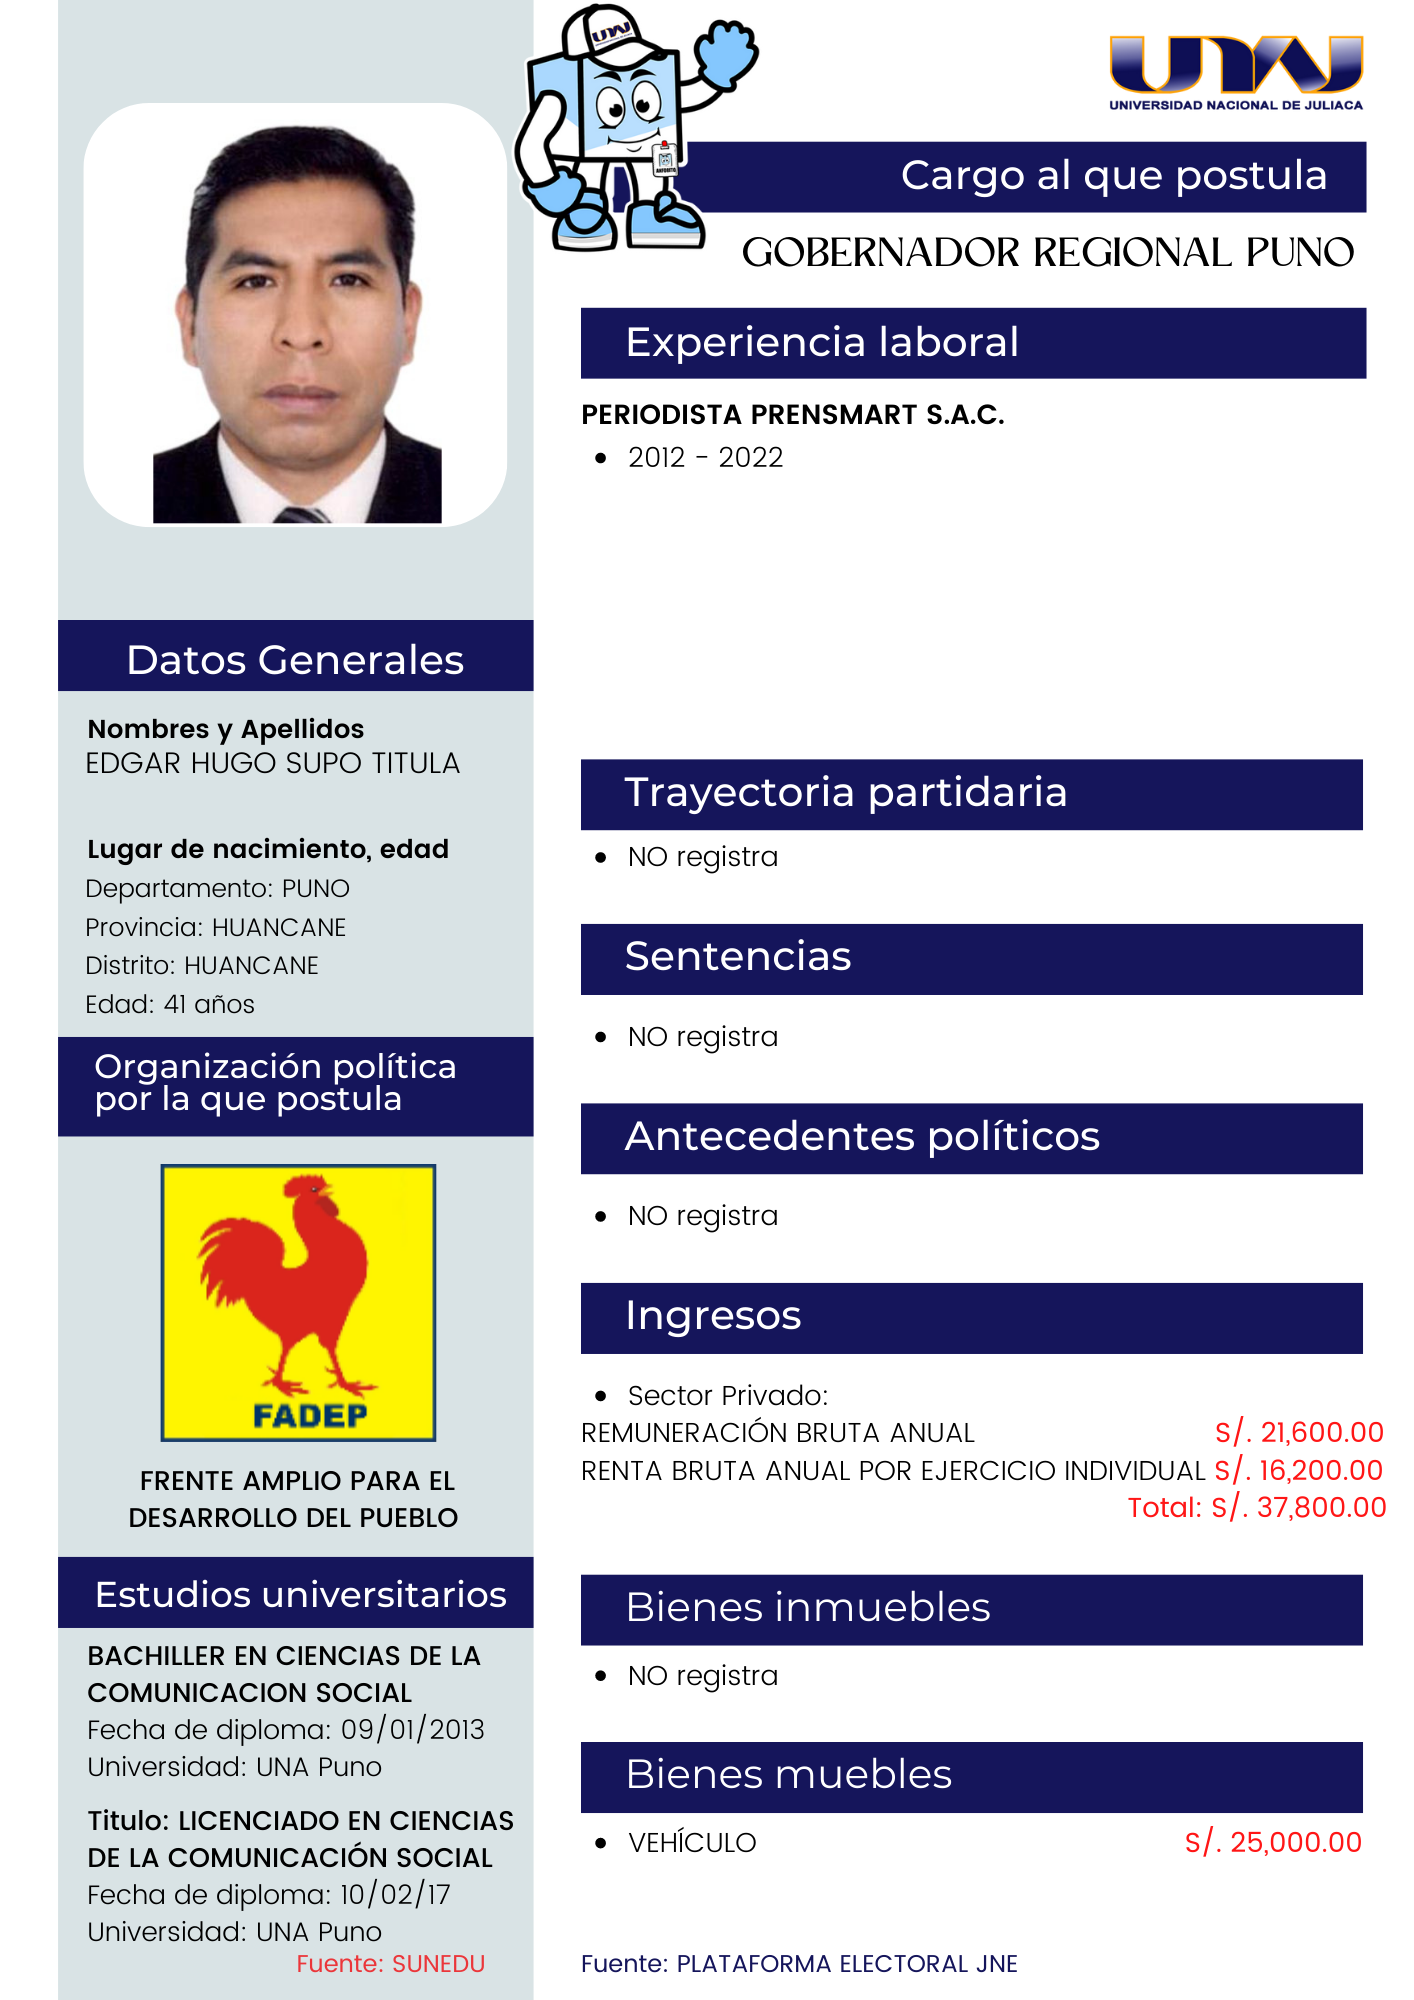 UNAJ
UNIVERSIDAD NACIONAL DE JULIACA
UNAJ
ANFORITO
Cargo al que postula
GOBERNADOR REGIONAL PUNO
Datos Generales
Nombres y Apellidos
EDGAR HUGO SUPO TITULA
Lugar de nacimiento, edad
Departamento: PUNO
Provincia: HUANCANE
Distrito: HUANCANE
Edad: 41 años
Organización política
por la que postula
FADEP
FRENTE AMPLIO PARA EL
DESARROLLO DEL PUEBLO
Estudios universitarios
BACHILLER EN CIENCIAS DE LA
COMUNICACION SOCIAL
Fecha de diploma: 09/01/2013
Universidad: UNA Puno
Titulo: LICENCIADO EN CIENCIAS
DE LA COMUNICACIÓN SOCIAL
Fecha de diploma: 10/02/17
Universidad: UNA Puno
Fuente: SUNEDU
Experiencia laboral
PERIODISTA PRENSMART S.A.C.
• 2012 - 2022
Trayectoria partidaria
• NO registra
Sentencias
• NO registra
Antecedentes políticos
• NO registra
Ingresos
• Sector Privado:
REMUNERACIÓN BRUTA ANUAL S/. 21,600.00
RENTA BRUTA ANUAL POR EJERCICIO INDIVIDUAL S/. 16,200.00
Total: S/. 37,800.00
Bienes inmuebles
• NO registra
Bienes muebles
• VEHÍCULO S/. 25,000.00
Fuente: PLATAFORMA ELECTORAL JNE